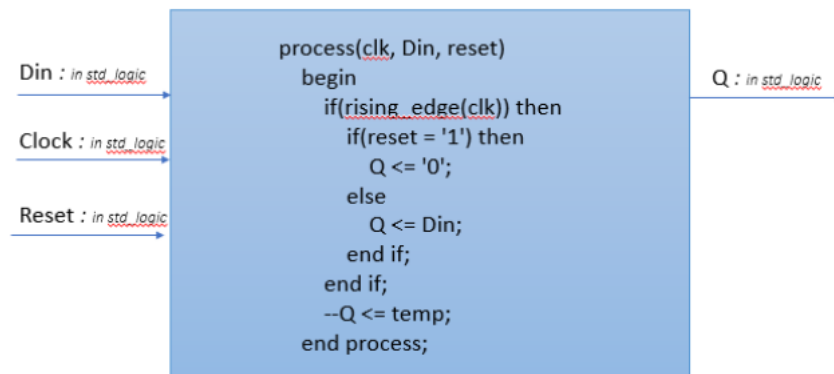 Din : in std_logic
Clock : in std_logic
Reset : in std_logic
process(clk, Din, reset)
begin
if(rising_edge(clk)) then
if(reset = '1') then
Q <= '0';
else
Q <= Din;
end if;
end if;
--Q <= temp;
end process;
Q : in std_logic